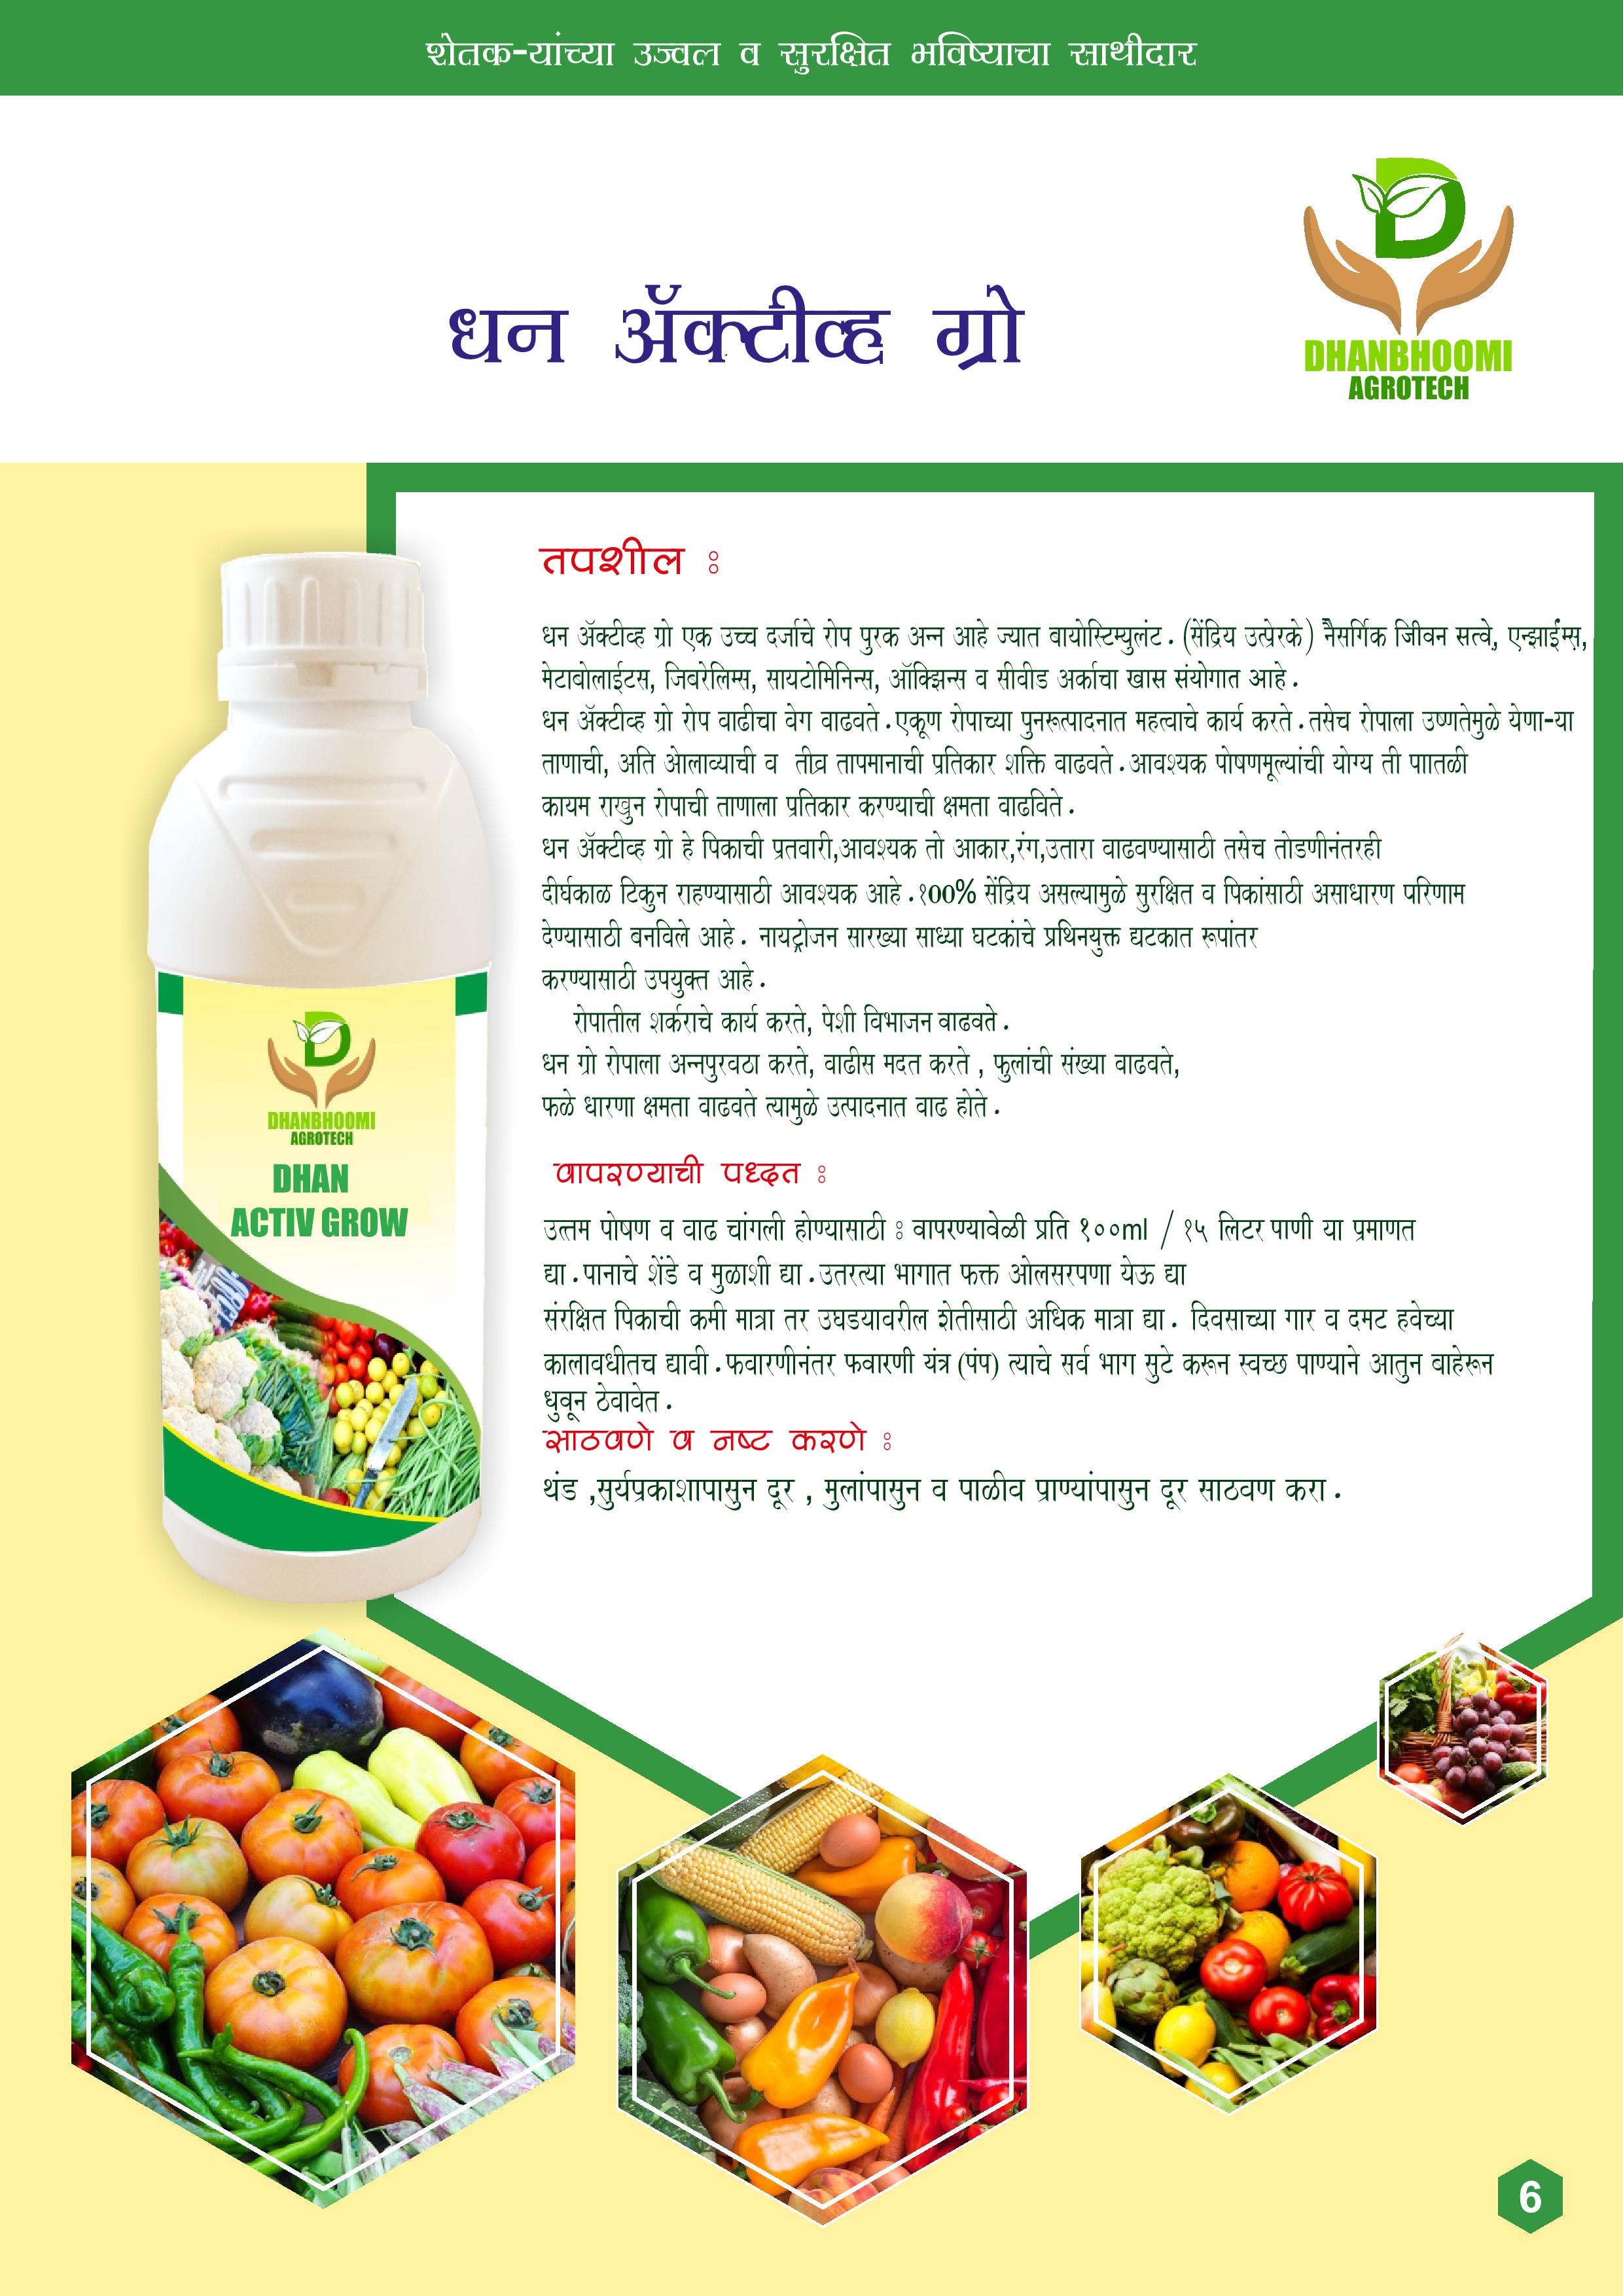 शेतक-यांच्या उज्वल व सुरक्षित भविष्याचा साथीदार
धन ॲक्टीव्ह ग्रो
DHANBHOOMI
AGROTECH
तपशील :
धन ॲक्टीव्ह ग्रो एक उच्च दर्जाचे रोप पुरक अन्न आहे ज्यात बायोस्टिम्युलंट. (सेंद्रिय उत्प्रेरके) नैसर्गिक जिीवन सत्वे, एन्झाईम्स,
मेटाबोलाईटस, जिबरेलिम्स, सायटोमिनिन्स, ऑक्झिन्स व सीवीड अर्काचा खास संयोगात आहे.
धन ॲक्टीव्ह ग्रो रोप वाढीचा वेग वाढवते.एकूण रोपाच्या पुनरूत्पादनात महत्वाचे कार्य करते.तसेच रोपाला उष्णतेमुळे येणा-या
ताणाची, अति ओलाव्याची व तीव्र तापमानाची प्रतिकार शक्ति वाढवते.आवश्यक पोषणमूल्यांची योग्य ती पाातळी
कायम राखुन रोपाची ताणाला प्रतिकार करण्याची क्षमता वाढविते.
धन ॲक्टीव्ह ग्रो हे पिकाची प्रतवारी,आवश्यक तो आकार,रंग,उतारा वाढवण्यासाठी तसेच तोडणीनंतरही
दीर्घकाळ टिकुन राहण्यासाठी आवश्यक आहे.१००% सेंद्रिय असल्यामुळे सुरक्षित व पिकांसाठी असाधारण परिणाम
देण्यासाठी बनविले आहे. नायट्रोजन सारख्या साध्या घटकांचे प्रथिनयुक्त द्यटकात रूपांतर
करण्यासाठी उपयुक्त आहे.
रोपातील शर्कराचे कार्य करते, पेशी विभाजन वाढवते.
धन ग्रो रोपाला अन्नपुरवठा करते, वाढीस मदत करते , फुलांची संख्या वाढवते,
फळे धारणा क्षमता वाढवते त्यामुळे उत्पादनात वाढ होते.
वापरण्याची पध्दत :
उत्तम पोषण व वाढ चांगली होण्यासाठी : वापरण्यावेळी प्रति १००ml / १५ लिटर पाणी या प्रमाणत
द्या.पानाचे शेंडे व मुळाशी द्या.उतरत्या भागात फक्त ओलसरपणा येऊ द्या
संरक्षित पिकाची कमी मात्रा तर उघडयावरील शेतीसाठी अधिक मात्रा द्या. दिवसाच्या गार व दमट हवेच्या
कालावधीतच द्यावी.फवारणीनंतर फवारणी यंत्र (पंप) त्याचे सर्व भाग सुटे करून स्वच्छ पाण्याने आतुन बाहेरून
धुवून ठेवावेत.
साठवणे व नष्ट करणे :
थंड ,सुर्यप्रकाशापासुन दूर , मुलांपासुन व पाळीव प्राण्यांपासुन दूर साठवण करा.
DHANBHOOMI
AGROTECH
DHAN
ACTIV GROW
6